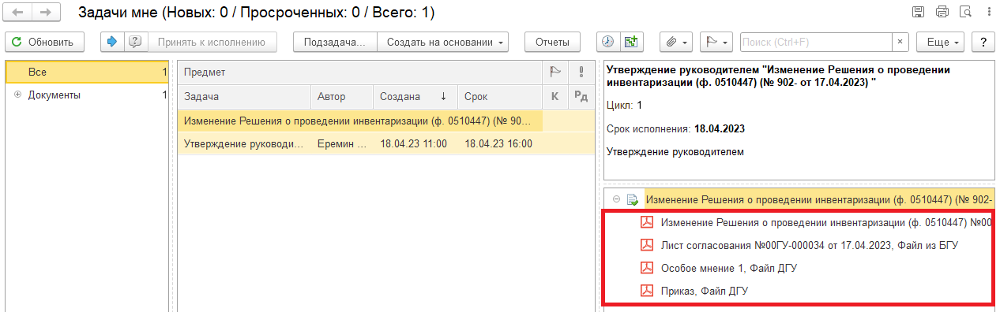 Задачи мне (Новых: 0 / Просроченных: 0 / Всего: 1)
Обновить
Принять к исполнению
Подзадача...
Создать на основании
Отчеты
Поиск (Ctrl+F)
×
Еще
?
Все 1
Документы 1
Предмет
Задача Автор Создана ↓ Срок К Рд
Изменение Решения о проведении инвентаризации (ф. 0510447) (№ 90...
Утверждение руководи... Еремин ... 18.04.23 11:00 18.04.23 16:00
Утверждение руководителем "Изменение Решения о проведении
инвентаризации (ф. 0510447) (№ 902- от 17.04.2023) "
Цикл: 1
Срок исполнения: 18.04.2023
Утверждение руководителем
Изменение Решения о проведении инвентаризации (ф. 0510447) (№ 902-
Изменение Решения о проведении инвентаризации (ф. 0510447) №00
Лист согласования №00ГУ-000034 от 17.04.2023, Файл из БГУ
Особое мнение 1, Файл ДГУ
Приказ, Файл ДГУ